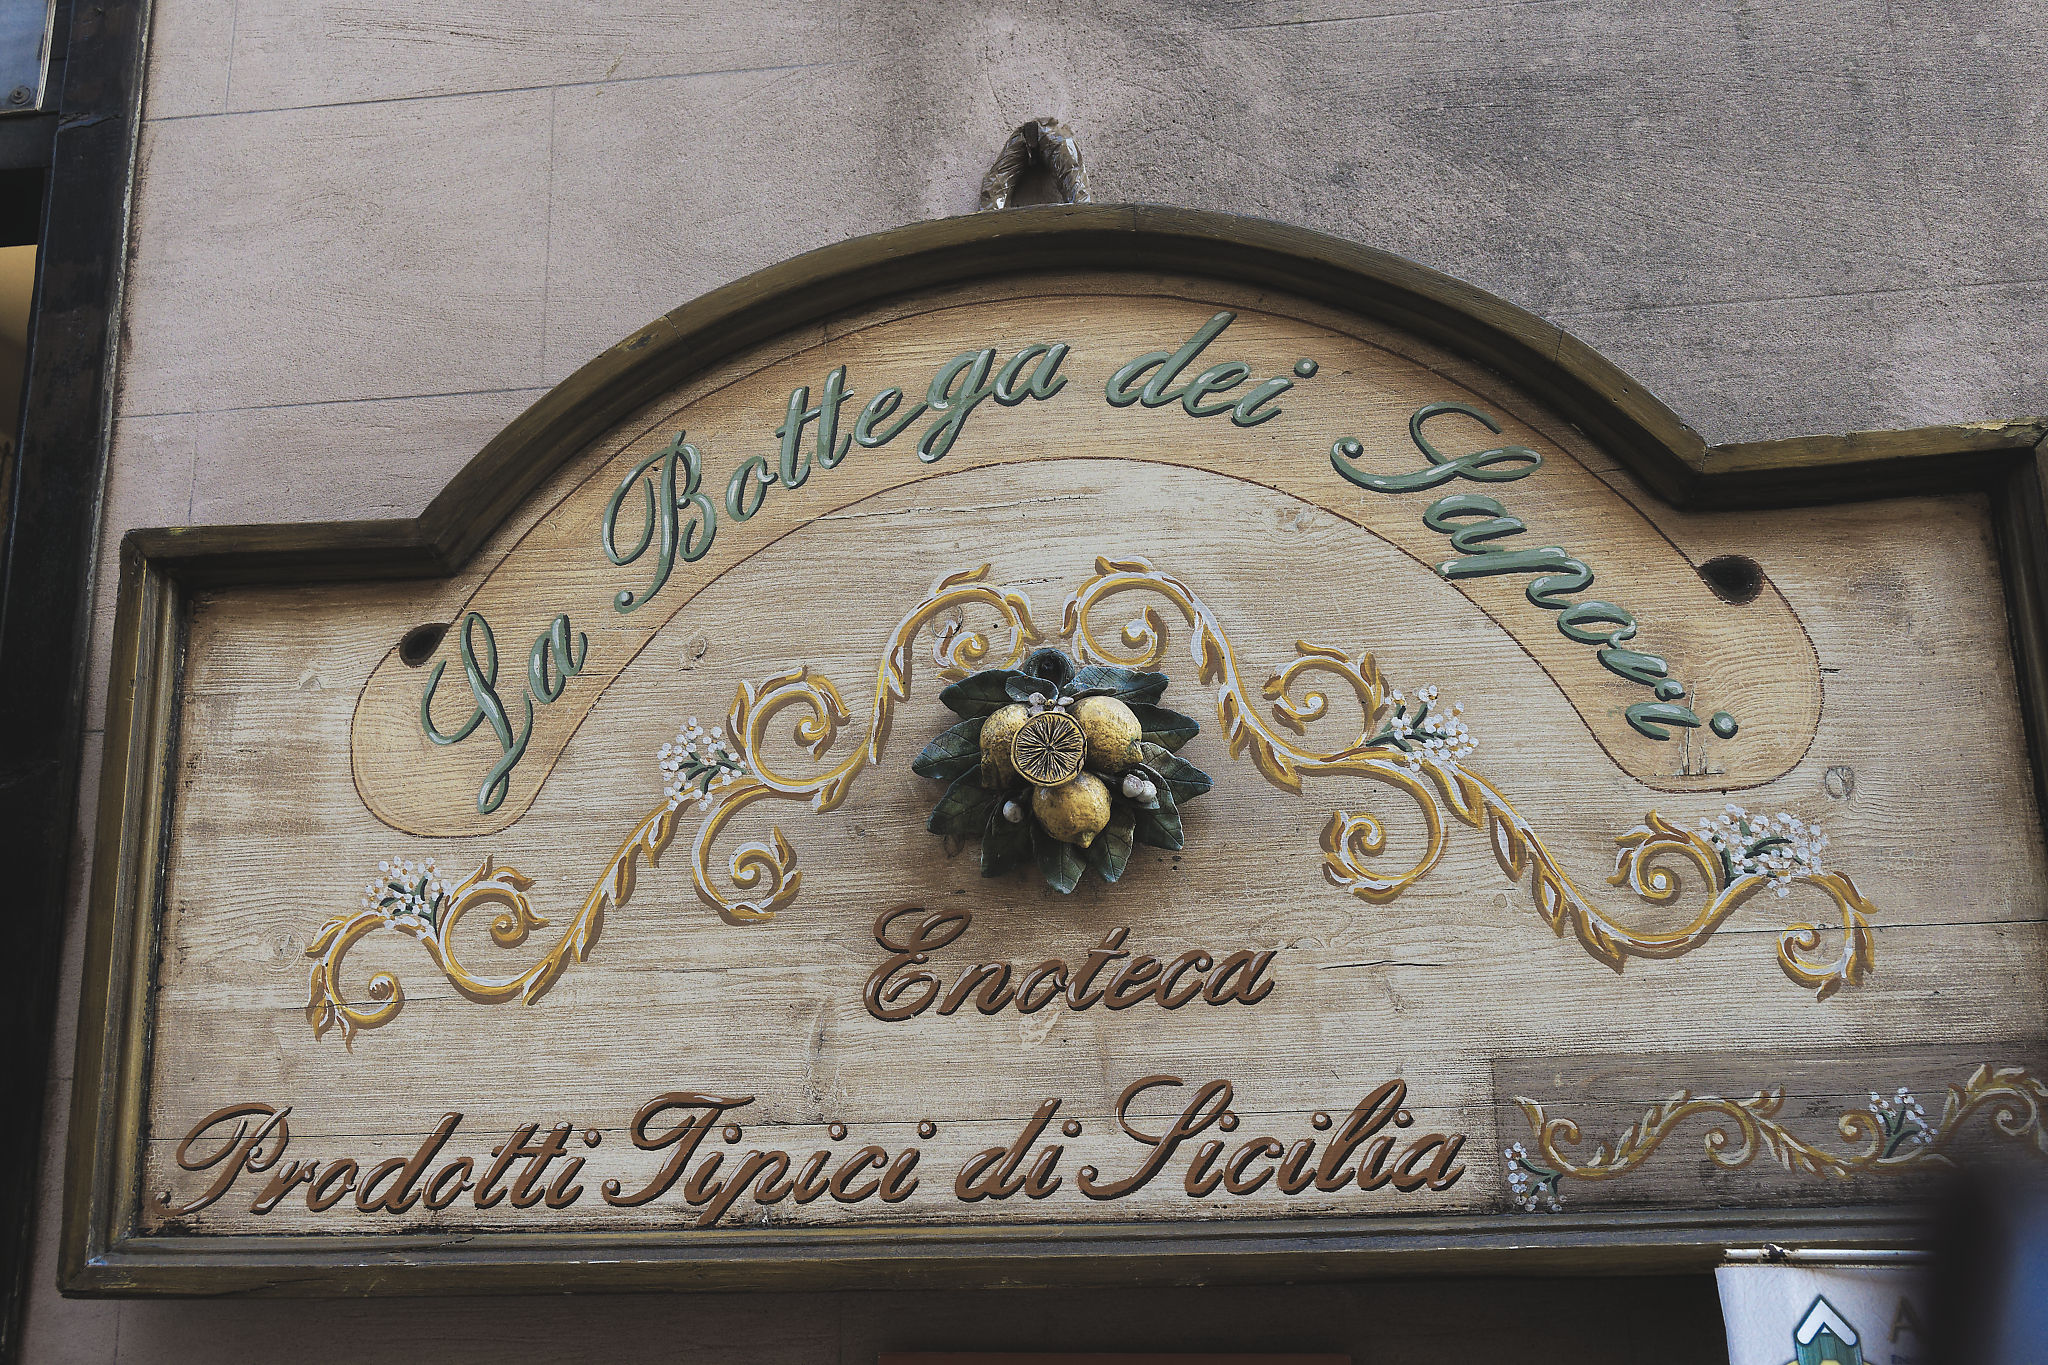 La Bottega dei Sapori
Enoteca
Prodotti Tipici di Sicilia